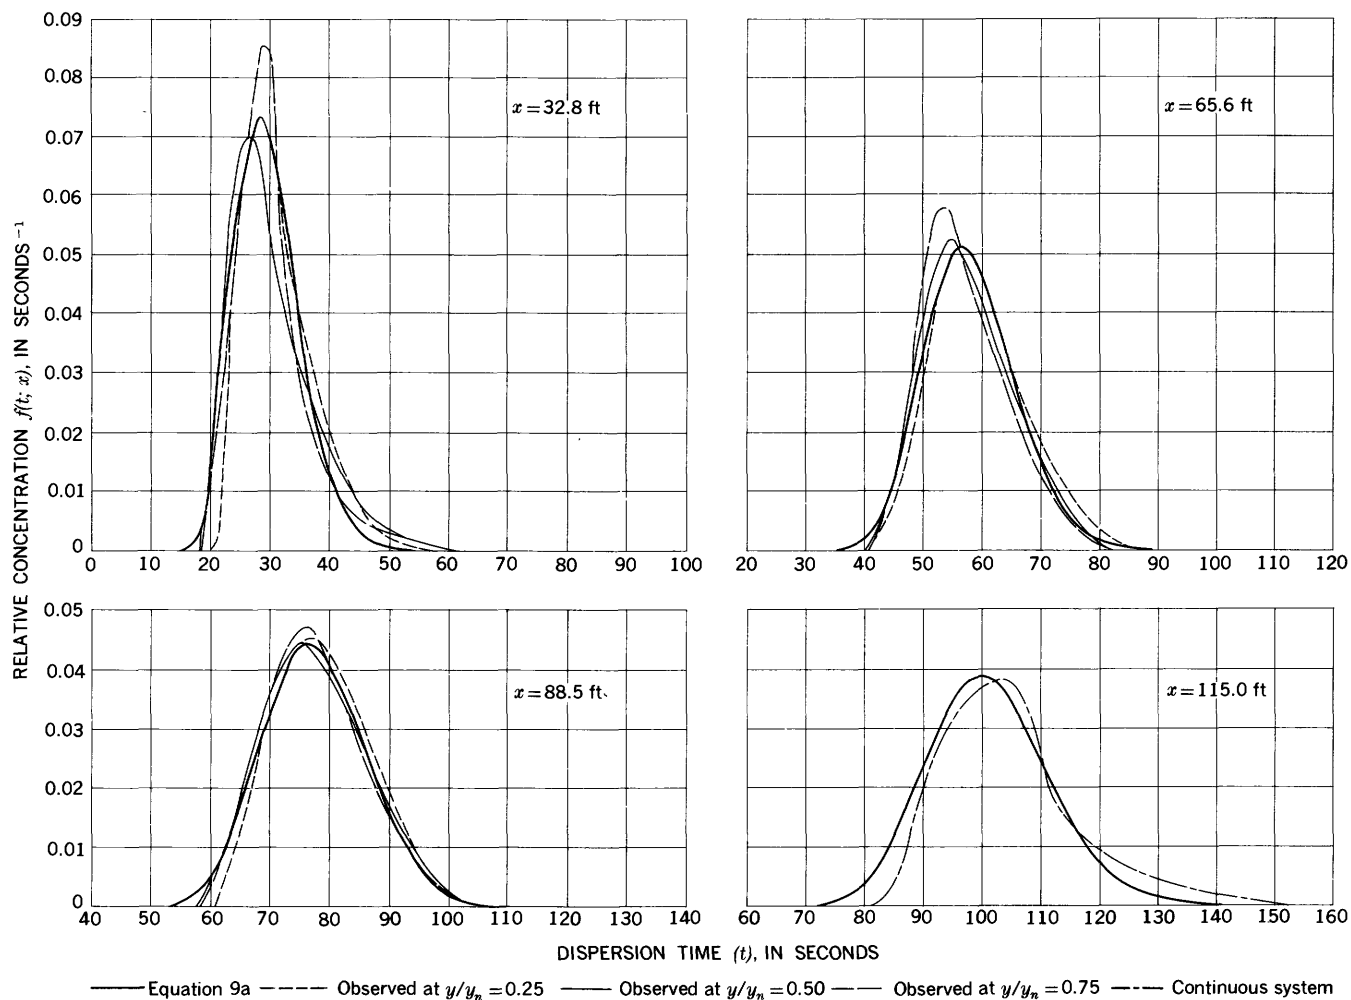 RELATIVE CONCENTRATION f(t; x), IN SECONDS⁻¹
0.09
0.08
0.07
0.06
0.05
0.04
0.03
0.02
0.01
0
x=32.8 ft
0 10 20 30 40 50 60 70 80 90 100
x=65.6 ft
20 30 40 50 60 70 80 90 100 110 120
0.05
0.04
0.03
0.02
0.01
0
x=88.5 ft
40 50 60 70 80 90 100 110 120 130 140
x=115.0 ft
60 70 80 90 100 110 120 130 140 150 160
DISPERSION TIME (t), IN SECONDS
Equation 9a Observed at y/yₙ=0.25 Observed at y/yₙ=0.50 Observed at y/yₙ=0.75 Continuous system